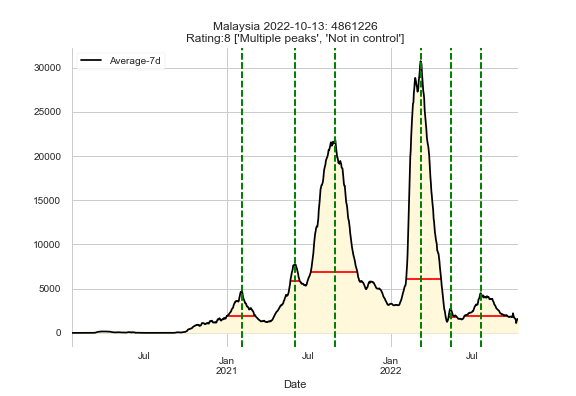 Malaysia 2022-10-13: 4861226
Rating:8 ['Multiple peaks', 'Not in control']
Average-7d
30000
25000
20000
15000
10000
5000
0
Jul
Jan
2021
Jul
Jan
2022
Jul
Date